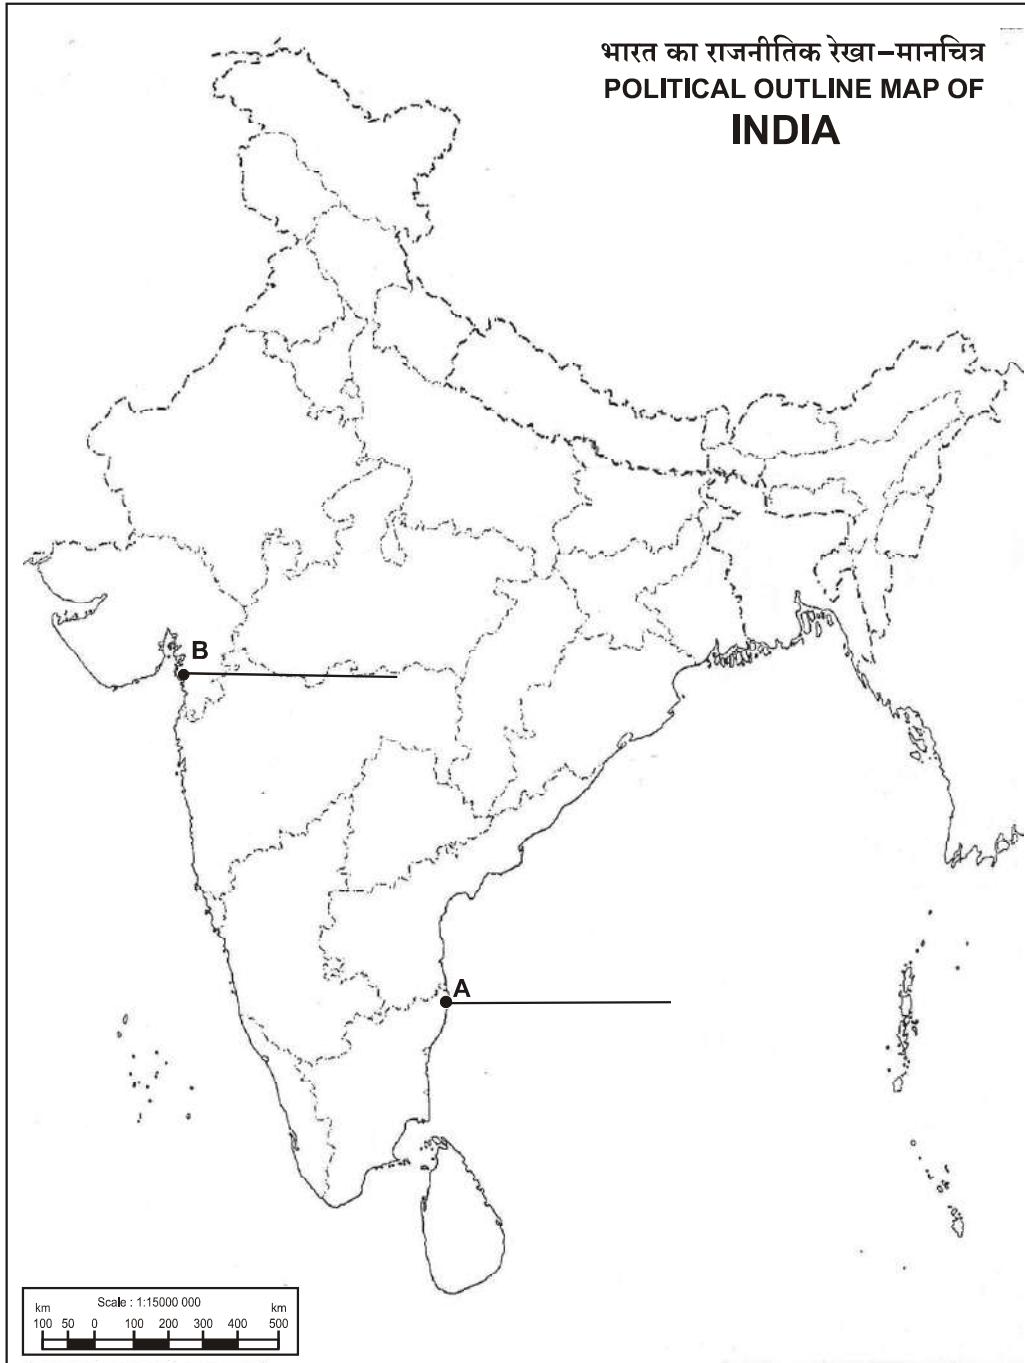 भारत का राजनीतिक रेखा–मानचित्र
POLITICAL OUTLINE MAP OF
INDIA
B
A
Scale : 1:15000 000
km km
100 50 0 100 200 300 400 500